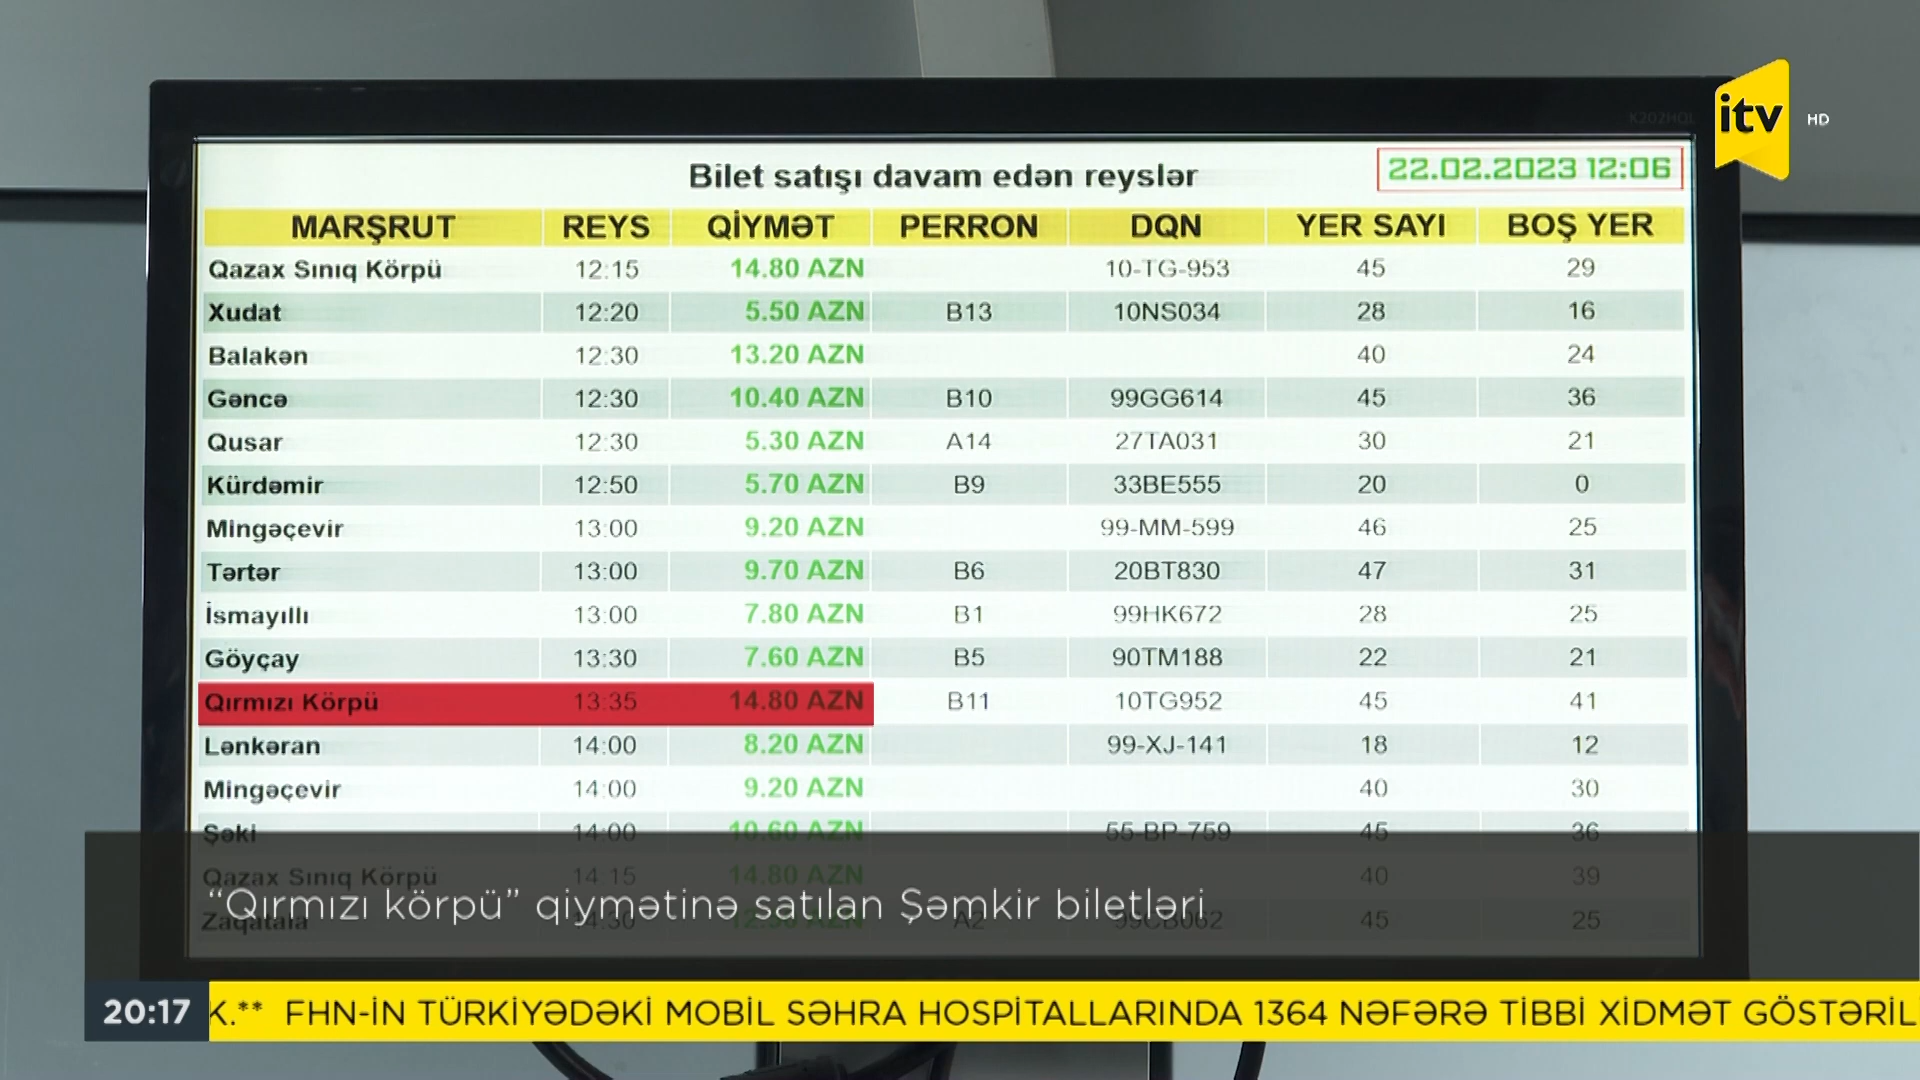 K202HQL
itv HD
Bilet satışı davam edən reyslər 22.02.2023 12:06
MARŞRUT REYS QİYMƏT PERRON DQN YER SAYI BOŞ YER
Qazax Sınıq Körpü 12:15 14.80 AZN 10-TG-953 45 29
Xudat 12:20 5.50 AZN B13 10NS034 28 16
Balakən 12:30 13.20 AZN 40 24
Gəncə 12:30 10.40 AZN B10 99GG614 45 36
Qusar 12:30 5.30 AZN A14 27TA031 30 21
Kürdəmir 12:50 5.70 AZN B9 33BE555 20 0
Mingəçevir 13:00 9.20 AZN 99-MM-599 46 25
Tərtər 13:00 9.70 AZN B6 20BT830 47 31
İsmayıllı 13:00 7.80 AZN B1 99HK672 28 25
Göyçay 13:30 7.60 AZN B5 90TM188 22 21
Qırmızı Körpü 13:35 14.80 AZN B11 10TG952 45 41
Lənkəran 14:00 8.20 AZN 99-XJ-141 18 12
Mingəçevir 14:00 9.20 AZN 40 30
Şəki 14:00 10.60 AZN 55-BP-759 45 36
Qazax Sınıq Körpü 14:15 14.80 AZN 40 39
Zaqatala 14:30 AZN A2 99CB062 45 25
“Qırmızı körpü” qiymətinə satılan Şəmkir biletləri
20:17 K.** FHN-İN TÜRKİYƏDƏKİ MOBİL SƏHRA HOSPİTALLARINDA 1364 NƏFƏRƏ TİBBİ XİDMƏT GÖSTƏRİL